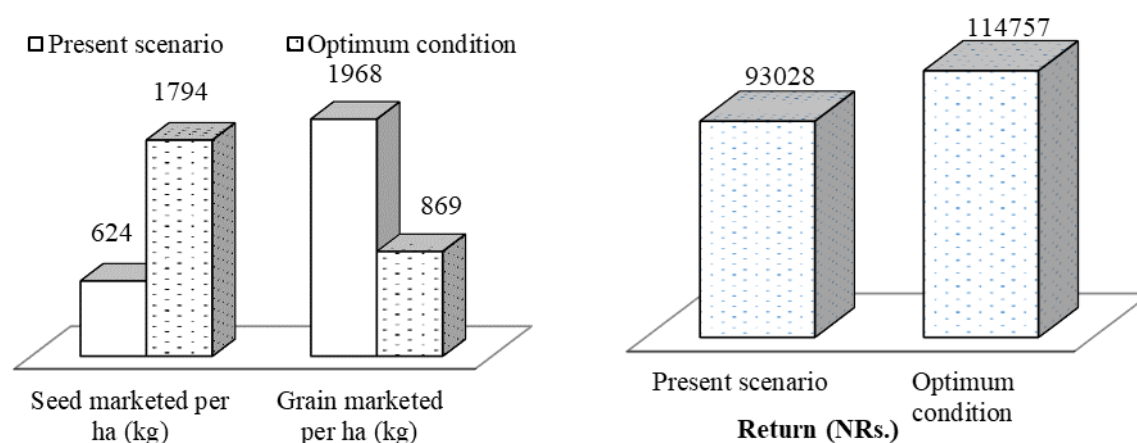 Present scenario
Optimum condition
624
1794
1968
869
Seed marketed per
ha (kg)
Grain marketed
per ha (kg)
93028
114757
Present scenario
Optimum
condition
Return (NRs.)